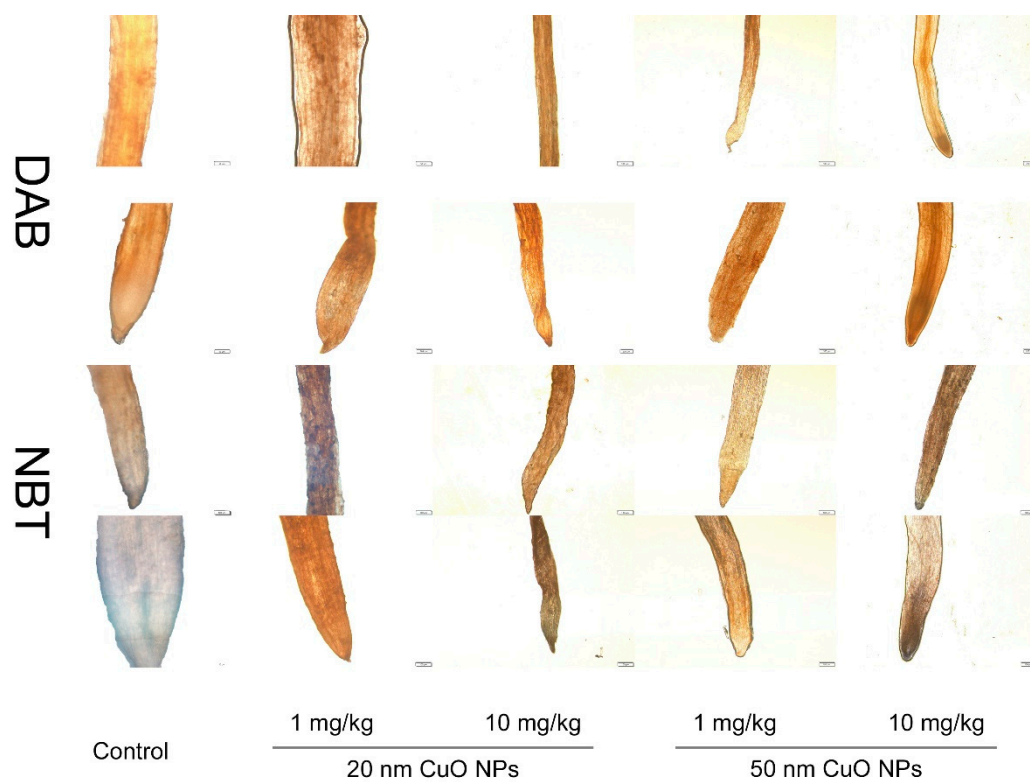 DAB
NBT
1 mg/kg 10 mg/kg 1 mg/kg 10 mg/kg
Control
20 nm CuO NPs 50 nm CuO NPs